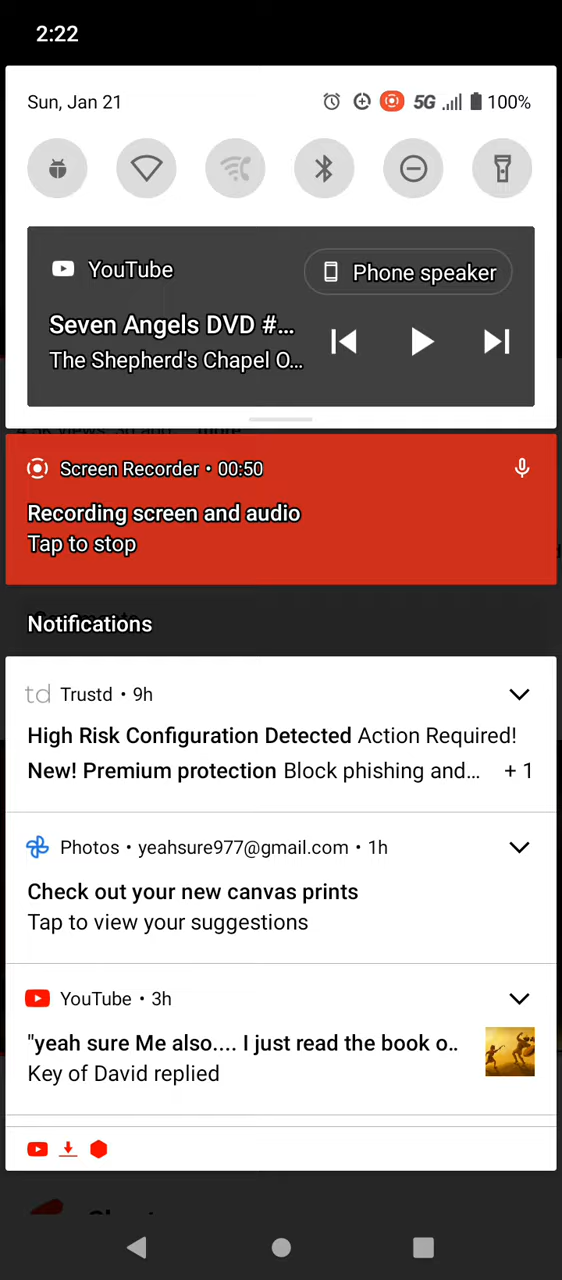 2:22
Sun, Jan 21
5G
100%
YouTube
Phone speaker
Seven Angels DVD #...
The Shepherd's Chapel O...
Screen Recorder • 00:50
Recording screen and audio
Tap to stop
Notifications
td Trustd • 9h
High Risk Configuration Detected Action Required!
New! Premium protection Block phishing and... + 1
Photos • yeahsure977@gmail.com • 1h
Check out your new canvas prints
Tap to view your suggestions
YouTube • 3h
"yeah sure Me also.... I just read the book o..
Key of David replied